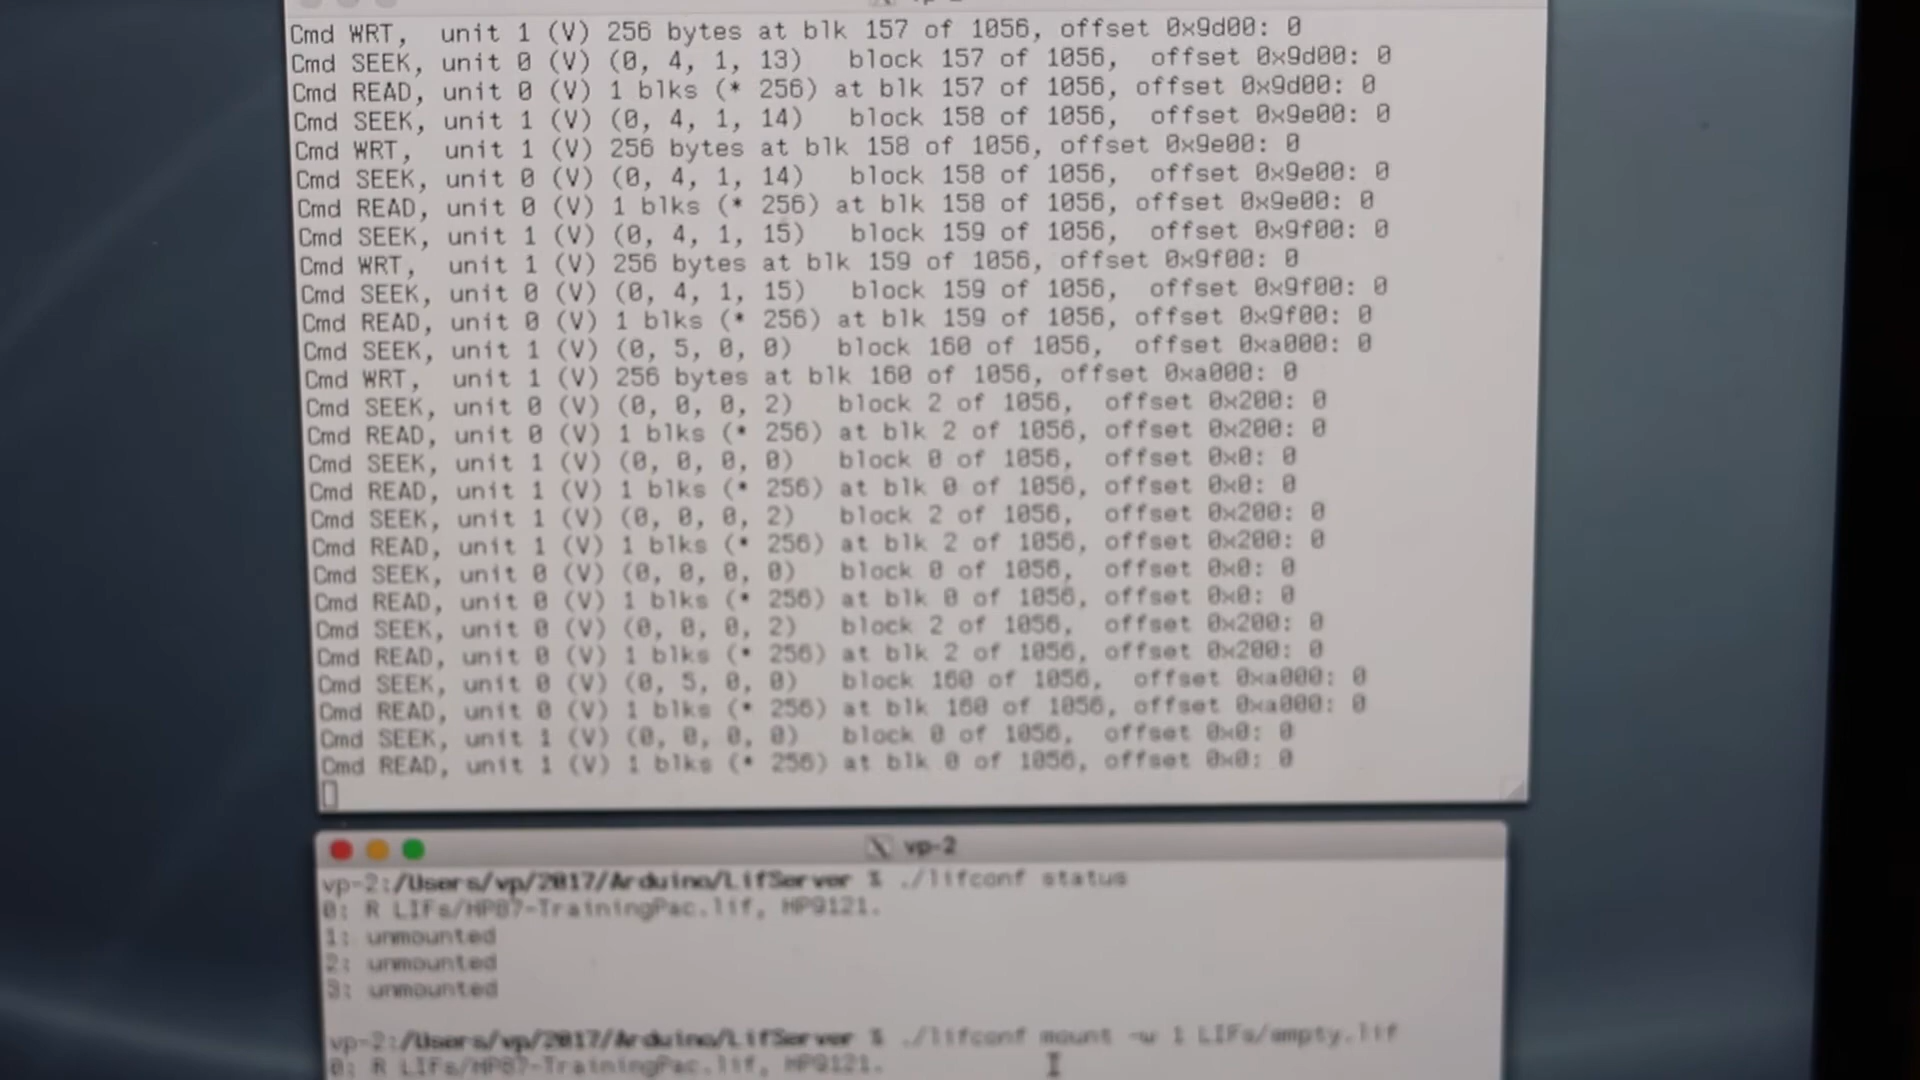 Cmd WRT, unit 1 (V) 256 bytes at blk 157 of 1056, offset 0x9d00: 0
Cmd SEEK, unit 0 (V) (0, 4, 1, 13) block 157 of 1056, offset 0x9d00: 0
Cmd READ, unit 0 (V) 1 blks (* 256) at blk 157 of 1056, offset 0x9d00: 0
Cmd SEEK, unit 1 (V) (0, 4, 1, 14) block 158 of 1056, offset 0x9e00: 0
Cmd WRT, unit 1 (V) 256 bytes at blk 158 of 1056, offset 0x9e00: 0
Cmd SEEK, unit 0 (V) (0, 4, 1, 14) block 158 of 1056, offset 0x9e00: 0
Cmd READ, unit 0 (V) 1 blks (* 256) at blk 158 of 1056, offset 0x9e00: 0
Cmd SEEK, unit 1 (V) (0, 4, 1, 15) block 159 of 1056, offset 0x9f00: 0
Cmd WRT, unit 1 (V) 256 bytes at blk 159 of 1056, offset 0x9f00: 0
Cmd SEEK, unit 0 (V) (0, 4, 1, 15) block 159 of 1056, offset 0x9f00: 0
Cmd READ, unit 0 (V) 1 blks (* 256) at blk 159 of 1056, offset 0x9f00: 0
Cmd SEEK, unit 1 (V) (0, 5, 0, 0) block 160 of 1056, offset 0xa000: 0
Cmd WRT, unit 1 (V) 256 bytes at blk 160 of 1056, offset 0xa000: 0
Cmd SEEK, unit 0 (V) (0, 0, 0, 2) block 2 of 1056, offset 0x200: 0
Cmd READ, unit 0 (V) 1 blks (* 256) at blk 2 of 1056, offset 0x200: 0
Cmd SEEK, unit 1 (V) (0, 0, 0, 0) block 0 of 1056, offset 0x0: 0
Cmd READ, unit 1 (V) 1 blks (* 256) at blk 0 of 1056, offset 0x0: 0
Cmd SEEK, unit 1 (V) (0, 0, 0, 2) block 2 of 1056, offset 0x200: 0
Cmd READ, unit 1 (V) 1 blks (* 256) at blk 2 of 1056, offset 0x200: 0
Cmd SEEK, unit 0 (V) (0, 0, 0, 0) block 0 of 1056, offset 0x0: 0
Cmd READ, unit 0 (V) 1 blks (* 256) at blk 0 of 1056, offset 0x0: 0
Cmd SEEK, unit 0 (V) (0, 0, 0, 2) block 2 of 1056, offset 0x200: 0
Cmd READ, unit 0 (V) 1 blks (* 256) at blk 2 of 1056, offset 0x200: 0
Cmd SEEK, unit 0 (V) (0, 5, 0, 0) block 160 of 1056, offset 0xa000: 0
Cmd READ, unit 0 (V) 1 blks (* 256) at blk 160 of 1056, offset 0xa000: 0
Cmd SEEK, unit 1 (V) (0, 0, 0, 0) block 0 of 1056, offset 0x0: 0
Cmd READ, unit 1 (V) 1 blks (* 256) at blk 0 of 1056, offset 0x0: 0
vp-2
vp-2:/Users/vp/2017/Arduino/LifServer % ./lifconf status
0: R LIFs/HP87-TrainingPac.lif, HP9121.
1: unmounted
2: unmounted
3: unmounted
vp-2:/Users/vp/2017/Arduino/LifServer % ./lifconf mount -w 1 LIFs/empty.lif
0: R LIFs/HP87-TrainingPac.lif, HP9121.